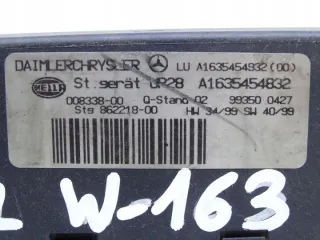 DAIMLERCHRYSLER LU A1635454932(00)
HELLA St.gerät UR28 A1635454832
008338-00 Q-Stand 02 99350 0427
Stg 862218-00 HW 34/99 SW 40/99
W-163